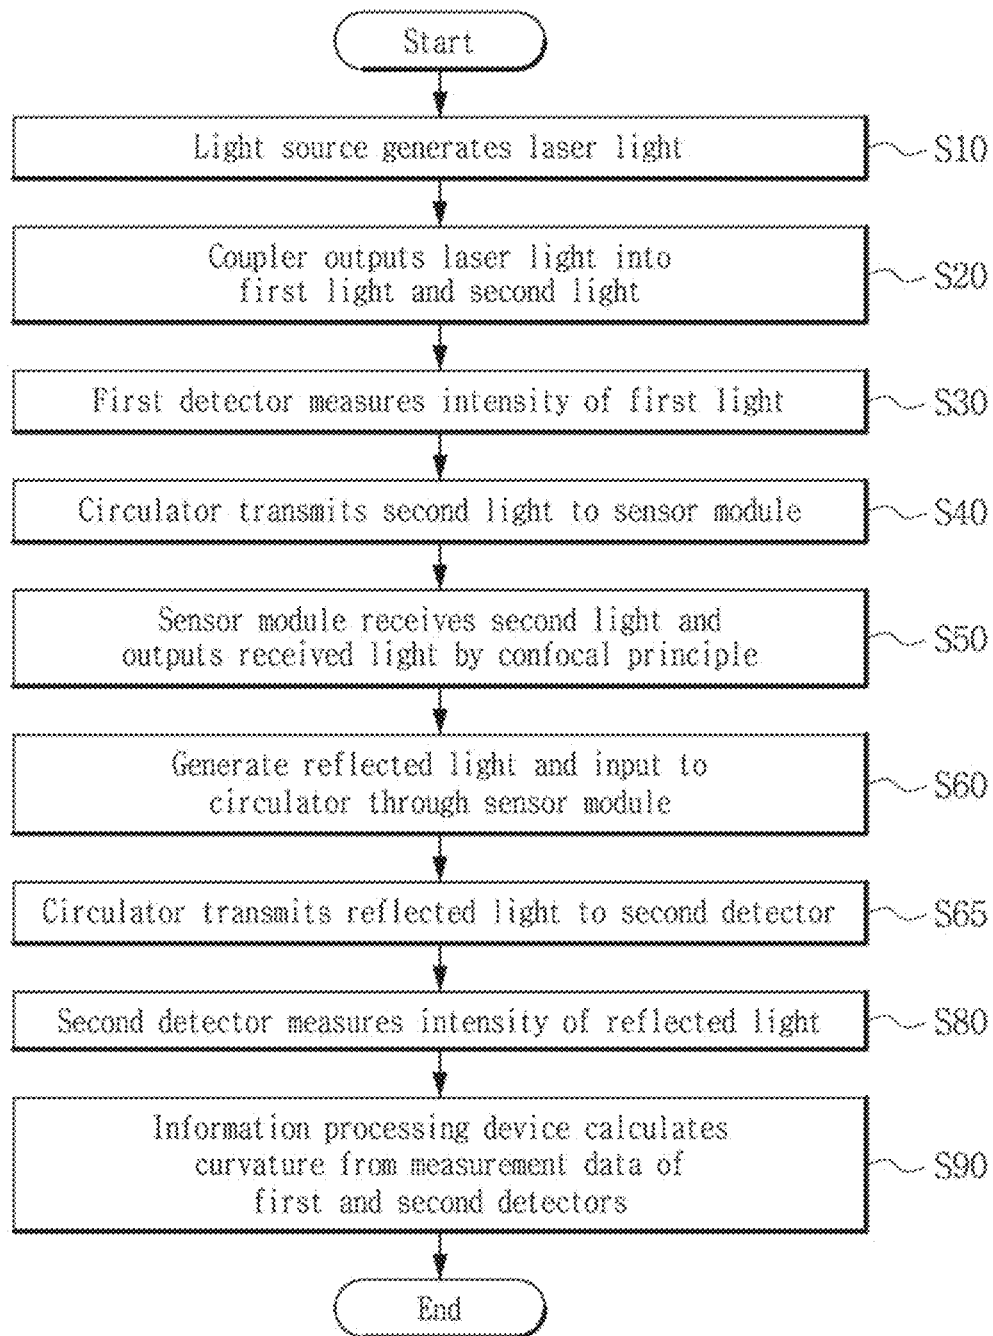 Start
Light source generates laser light
S10
Coupler outputs laser light into
first light and second light
S20
First detector measures intensity of first light
S30
Circulator transmits second light to sensor module
S40
Sensor module receives second light and
outputs received light by confocal principle
S50
Generate reflected light and input to
circulator through sensor module
S60
Circulator transmits reflected light to second detector
S65
Second detector measures intensity of reflected light
S80
Information processing device calculates
curvature from measurement data of
first and second detectors
S90
End